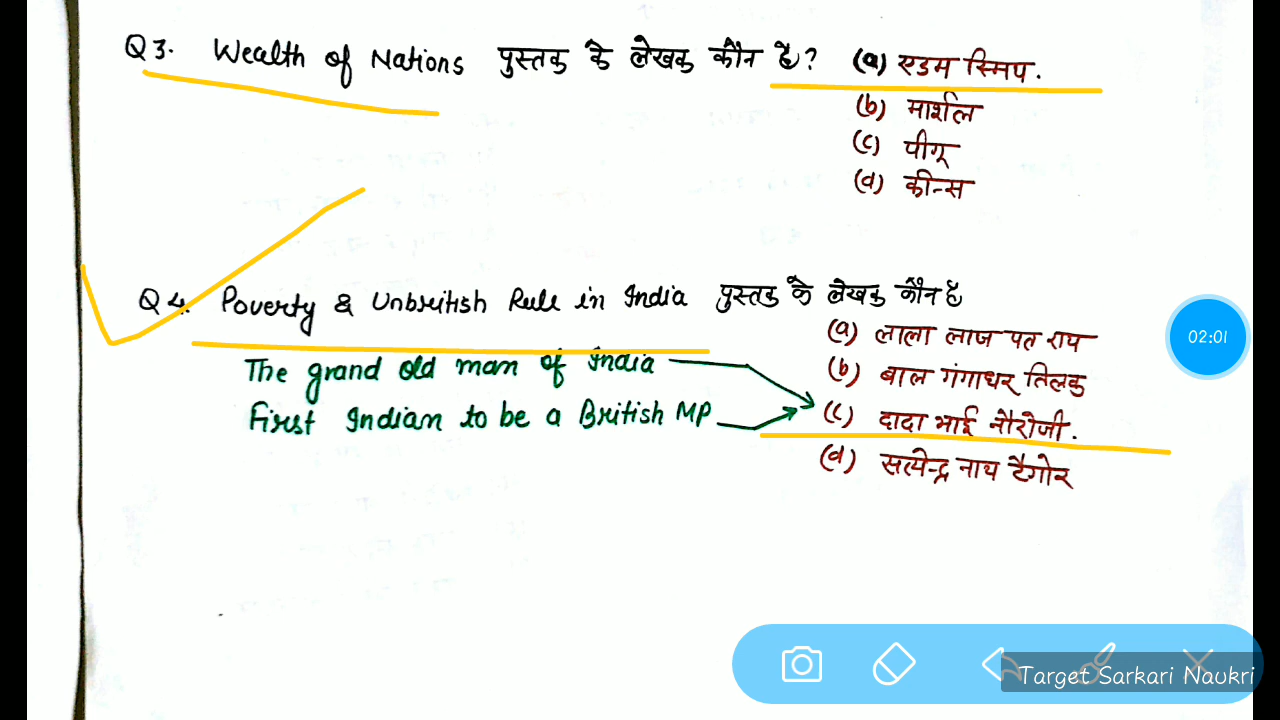 Q3. Wealth of Nations पुस्तक के लेखक कौन है? (a) एडम स्मिथ.
(b) मार्शल
(c) पीगू
(d) कीन्स
Q4. Poverty & Unbritish Rule in India पुस्तक के लेखक कौन है
(a) लाला लाज पत राय
The grand old man of India
(b) बाल गंगाधर तिलक
First Indian to be a British MP
(c) दादा भाई नौरोजी.
(d) सत्येन्द्र नाथ टैगोर
02:01
Target Sarkari Naukri